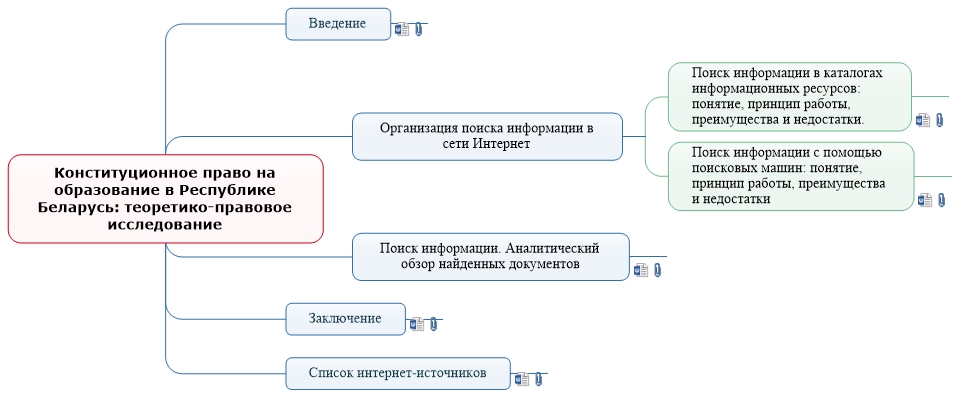 Введение
Поиск информации в каталогах
информационных ресурсов:
понятие, принцип работы,
преимущества и недостатки.
Организация поиска информации в
сети Интернет
Поиск информации с помощью
поисковых машин: понятие,
принцип работы, преимущества
и недостатки
Конституционное право на
образование в Республике
Беларусь: теоретико-правовое
исследование
Поиск информации. Аналитический
обзор найденных документов
Заключение
Список интернет-источников